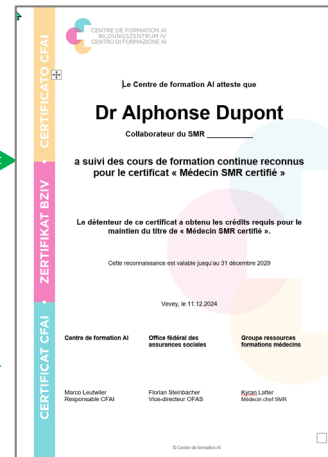 CENTRE DE FORMATION AI
BILDUNGSZENTRUM IV
CENTRO DI FORMAZIONE AI
CERTIFICATO CFAI
ZERTIFIKAT BZIV
CERTIFICAT CFAI
Le Centre de formation AI atteste que
Dr Alphonse Dupont
Collaborateur du SMR ___________
a suivi des cours de formation continue reconnus
pour le certificat « Médecin SMR certifié »
Le détenteur de ce certificat a obtenu les crédits requis pour le
maintien du titre de « Médecin SMR certifié ».
Cette reconnaissance est valable jusqu'au 31 décembre 2029
Vevey, le 11.12.2024
Centre de formation AI
Office fédéral des
assurances sociales
Groupe ressources
formations médecins
Marco Leutwiler
Responsable CFAI
Florian Steinbacher
Vice-directeur OFAS
Kyran Latter
Médecin chef SMR
© Centre de formation AI